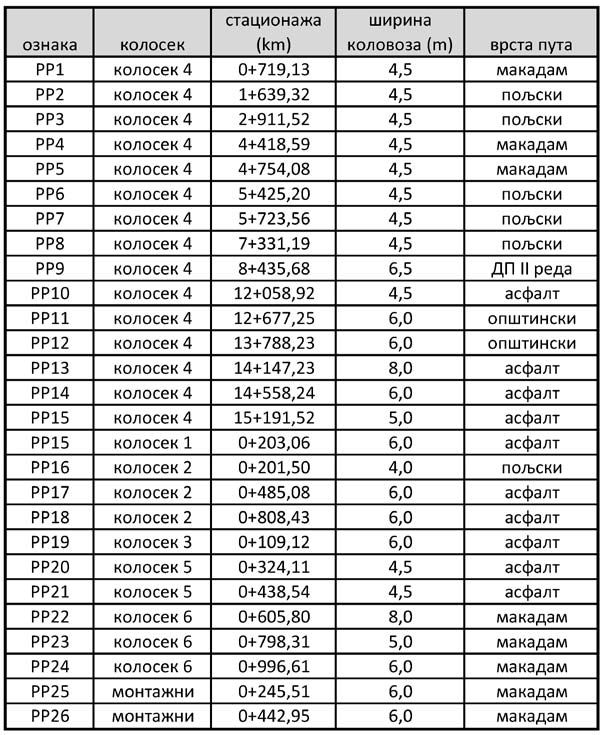 ознака колосек стационажа (km) ширина коловоза (m) врста пута
PP1 колосек 4 0+719,13 4,5 макадам
PP2 колосек 4 1+639,32 4,5 пољски
PP3 колосек 4 2+911,52 4,5 пољски
PP4 колосек 4 4+418,59 4,5 макадам
PP5 колосек 4 4+754,08 4,5 макадам
PP6 колосек 4 5+425,20 4,5 пољски
PP7 колосек 4 5+723,56 4,5 пољски
PP8 колосек 4 7+331,19 4,5 пољски
PP9 колосек 4 8+435,68 6,5 ДП II реда
PP10 колосек 4 12+058,92 4,5 асфалт
PP11 колосек 4 12+677,25 6,0 општински
PP12 колосек 4 13+788,23 6,0 општински
PP13 колосек 4 14+147,23 8,0 асфалт
PP14 колосек 4 14+558,24 6,0 асфалт
PP15 колосек 4 15+191,52 5,0 асфалт
PP15 колосек 1 0+203,06 6,0 асфалт
PP16 колосек 2 0+201,50 4,0 пољски
PP17 колосек 2 0+485,08 6,0 асфалт
PP18 колосек 2 0+808,43 6,0 асфалт
PP19 колосек 3 0+109,12 6,0 асфалт
PP20 колосек 5 0+324,11 4,5 асфалт
PP21 колосек 5 0+438,54 4,5 асфалт
PP22 колосек 6 0+605,80 8,0 макадам
PP23 колосек 6 0+798,31 5,0 макадам
PP24 колосек 6 0+996,61 6,0 макадам
PP25 монтажни 0+245,51 6,0 макадам
PP26 монтажни 0+442,95 6,0 макадам